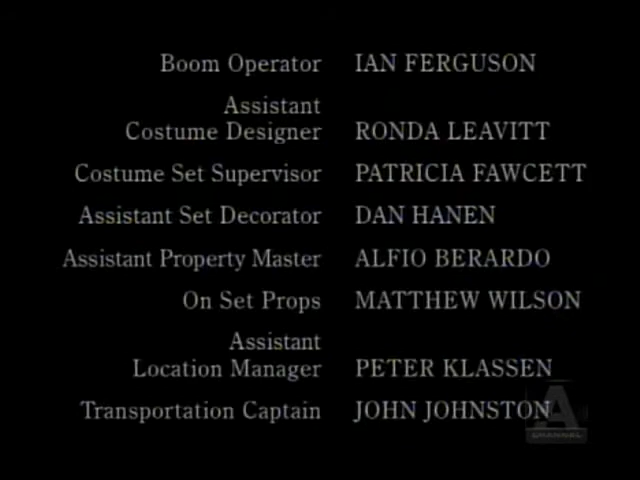 Boom Operator IAN FERGUSON
Assistant
Costume Designer RONDA LEAVITT
Costume Set Supervisor PATRICIA FAWCETT
Assistant Set Decorator DAN HANEN
Assistant Property Master ALFIO BERARDO
On Set Props MATTHEW WILSON
Assistant
Location Manager PETER KLASSEN
Transportation Captain JOHN JOHNSTON
A
CHANNEL